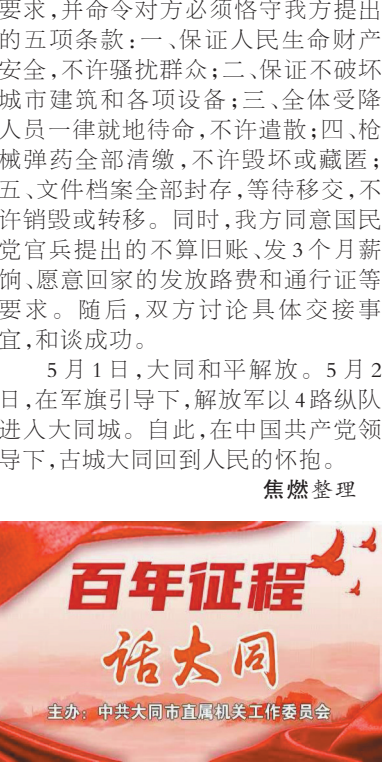 要求,并命令对方必须恪守我方提出
的五项条款:一、保证人民生命财产
安全,不许骚扰群众;二、保证不破坏
城市建筑和各项设备;三、全体受降
人员一律就地待命,不许遣散;四、枪
械弹药全部清缴,不许毁坏或藏匿;
五、文件档案全部封存,等待移交,不
许销毁或转移。同时,我方同意国民
党官兵提出的不算旧账、发3个月薪
饷、愿意回家的发放路费和通行证等
要求。随后,双方讨论具体交接事
宜,和谈成功。
5月1日,大同和平解放。5月2
日,在军旗引导下,解放军以4路纵队
进入大同城。自此,在中国共产党领
导下,古城大同回到人民的怀抱。
焦燃整理
百年征程
话大同
主办:中共大同市直属机关工作委员会